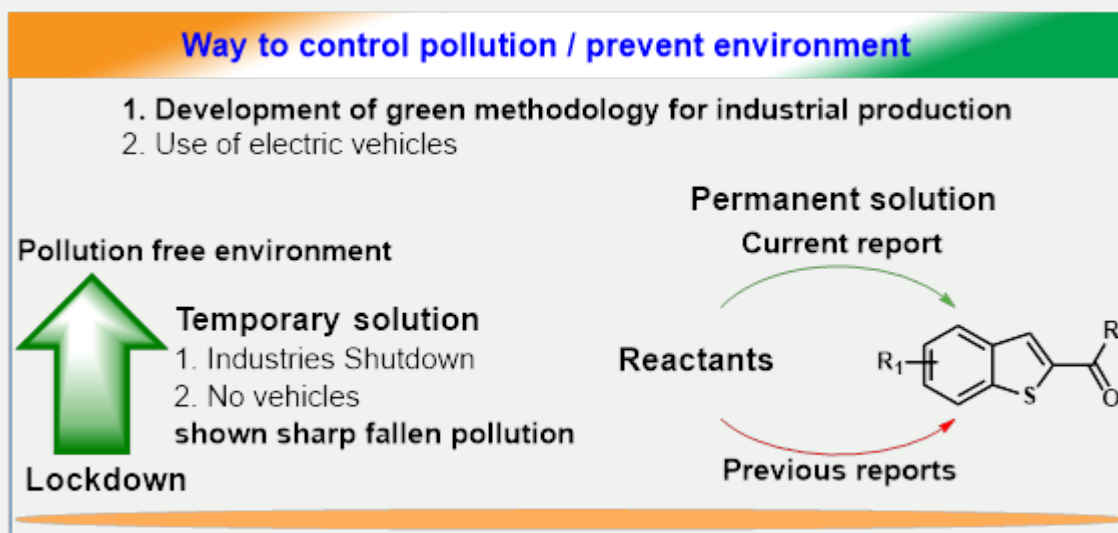 Way to control pollution / prevent environment
1. Development of green methodology for industrial production
2. Use of electric vehicles
Permanent solution
Current report
Pollution free environment
Temporary solution
1. Industries Shutdown
2. No vehicles
shown sharp fallen pollution
Lockdown
Reactants
R1
S
R
O
Previous reports